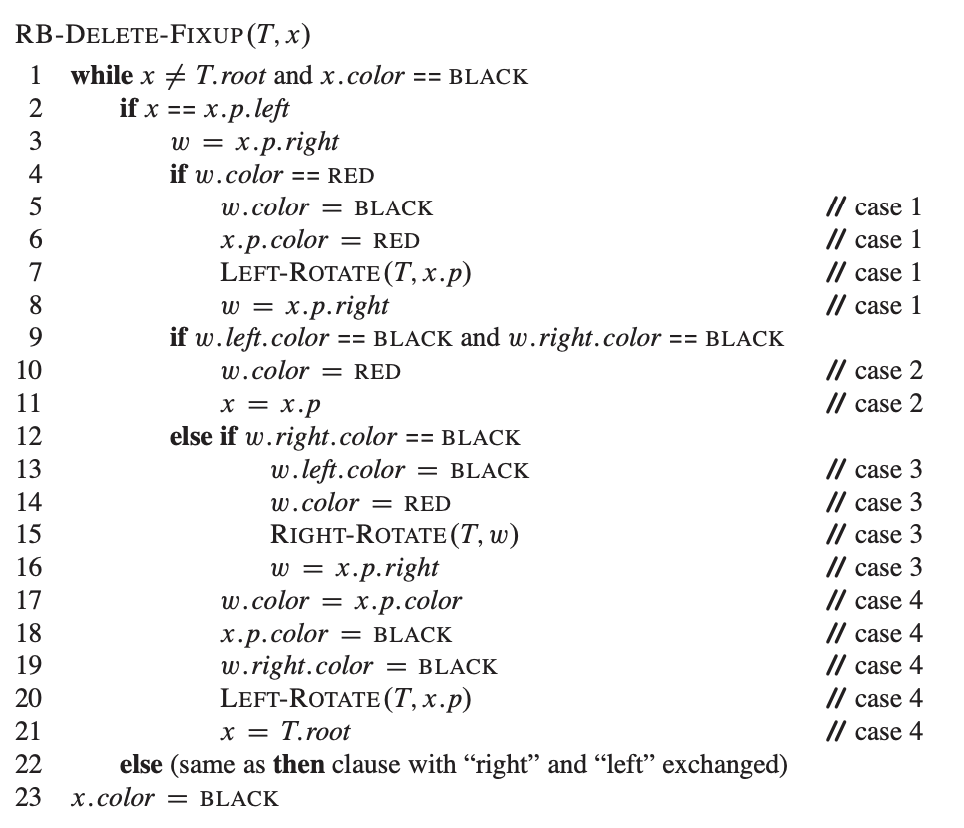 RB-DELETE-FIXUP(T, x)
1 while x ≠ T.root and x.color == BLACK
2 if x == x.p.left
3 w = x.p.right
4 if w.color == RED
5 w.color = BLACK // case 1
6 x.p.color = RED // case 1
7 LEFT-ROTATE(T, x.p) // case 1
8 w = x.p.right // case 1
9 if w.left.color == BLACK and w.right.color == BLACK
10 w.color = RED // case 2
11 x = x.p // case 2
12 else if w.right.color == BLACK
13 w.left.color = BLACK // case 3
14 w.color = RED // case 3
15 RIGHT-ROTATE(T, w) // case 3
16 w = x.p.right // case 3
17 w.color = x.p.color // case 4
18 x.p.color = BLACK // case 4
19 w.right.color = BLACK // case 4
20 LEFT-ROTATE(T, x.p) // case 4
21 x = T.root // case 4
22 else (same as then clause with “right” and “left” exchanged)
23 x.color = BLACK